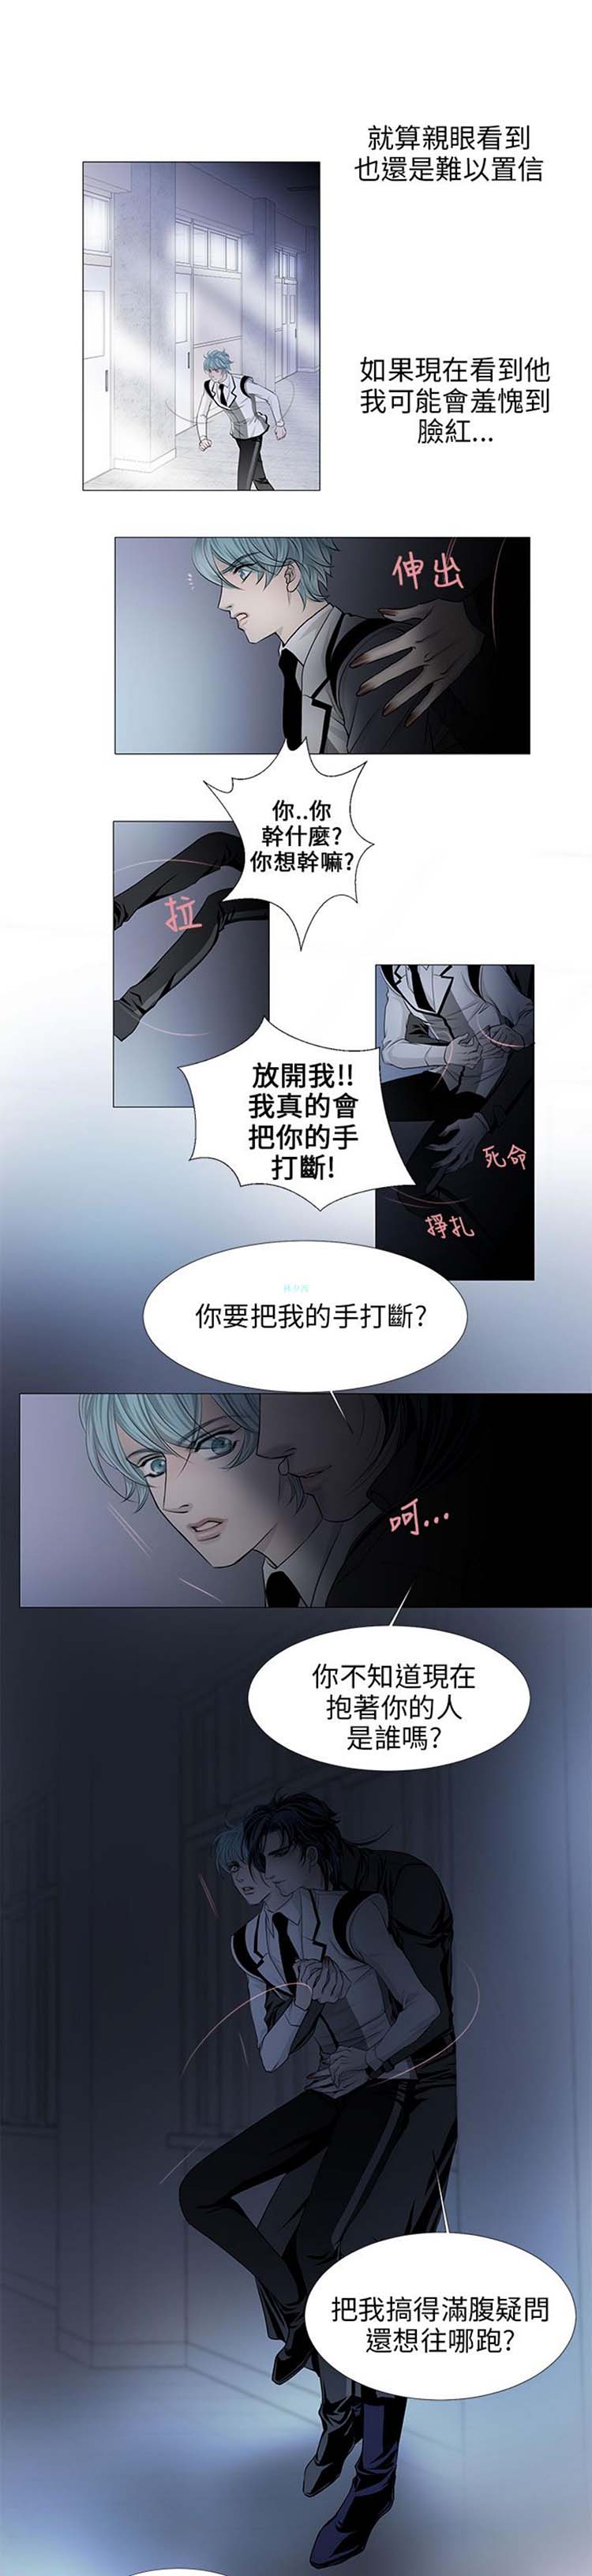 就算親眼看到
也還是難以置信
如果現在看到他
我可能會羞愧到
臉紅...
伸出
你..你
幹什麼?
你想幹嘛?
拉
放開我!!
我真的會
把你的手
打斷!
死命
掙扎
你要把我的手打斷?
呵...
你不知道現在
抱著你的人
是誰嗎?
把我搞得滿腹疑問
還想往哪跑?